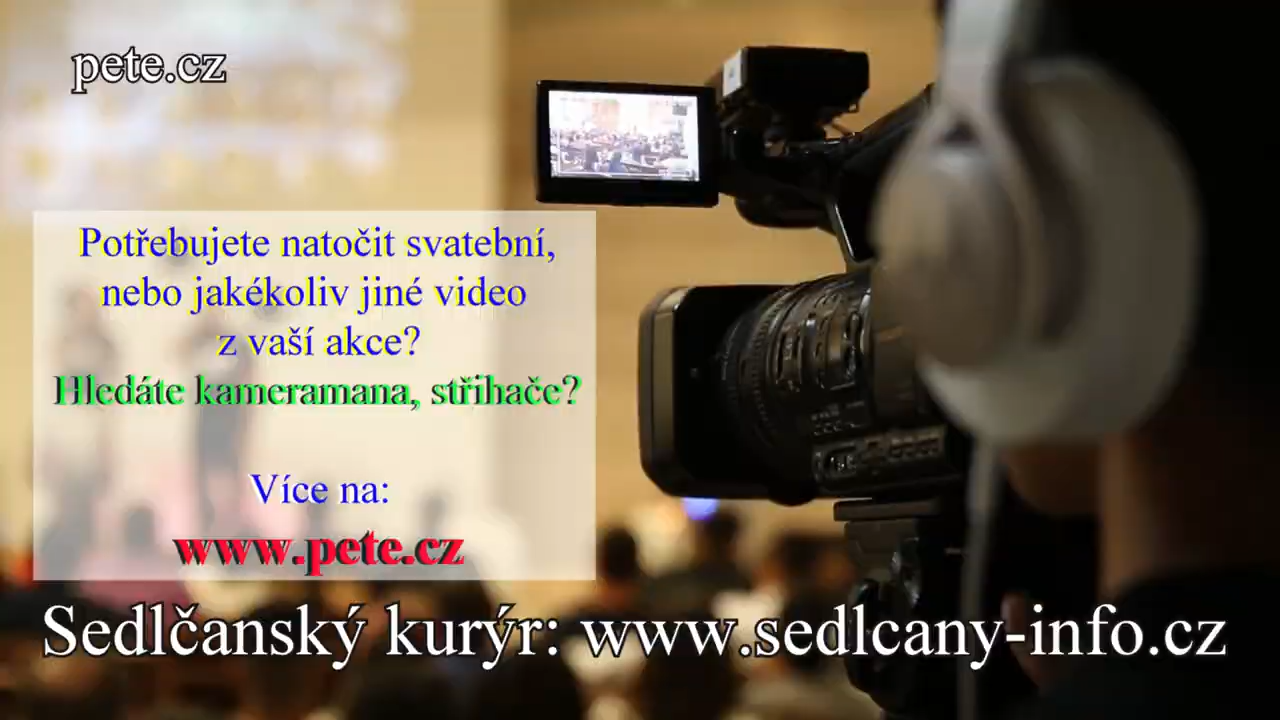 pete.cz
Potřebujete natočit svatební,
nebo jakékoliv jiné video
z vaší akce?
Hledáte kameramana, střihače?
Více na:
www.pete.cz
Sedlčanský kurýr: www.sedlcany-info.cz